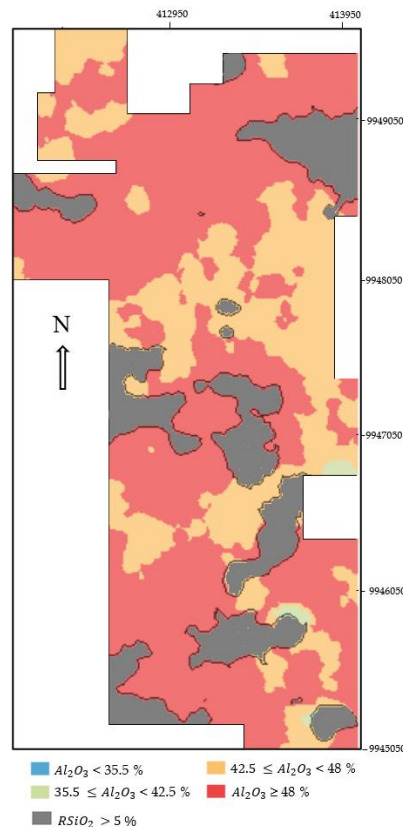 412950 413950
9949050
9948050
N
9947050
9946050
9945050
Al₂O₃ < 35.5 % 42.5 ≤ Al₂O₃ < 48 %
35.5 ≤ Al₂O₃ < 42.5 % Al₂O₃ ≥ 48 %
RSiO₂ > 5 %